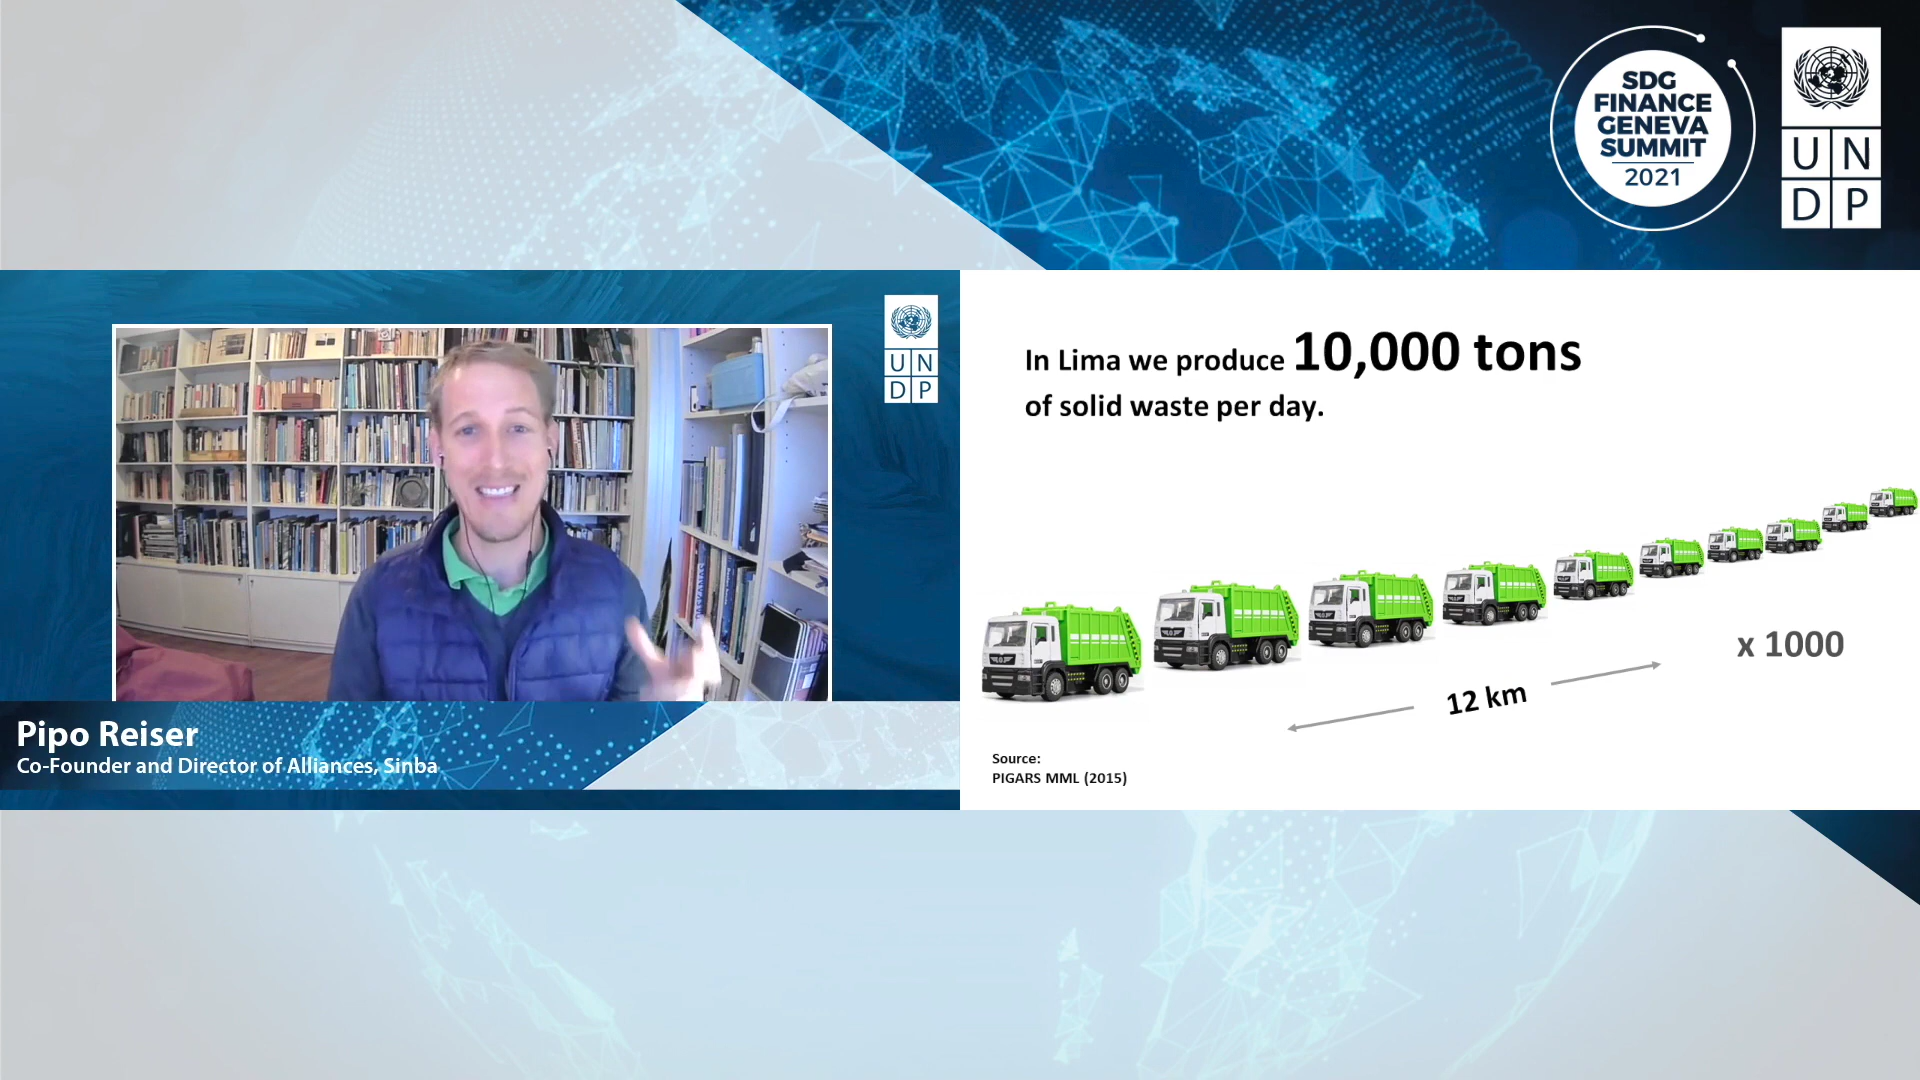 SDG
FINANCE
GENEVA
SUMMIT
2021
U N
D P
U N
D P
In Lima we produce 10,000 tons
of solid waste per day.
x 1000
12 km
Source:
PIGARS MML (2015)
Pipo Reiser
Co-Founder and Director of Alliances, Sinba